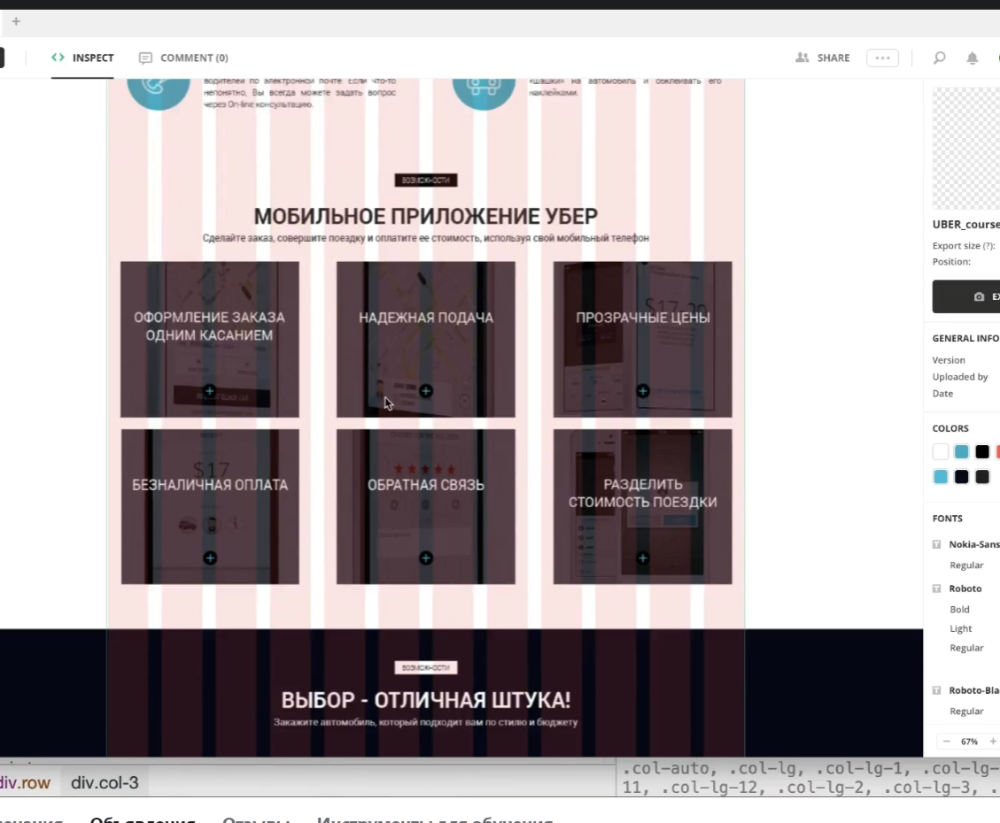 +
INSPECT
COMMENT (0)
SHARE
водителей по электронной почте. Если что-то
непонятно, Вы всегда можете задать вопрос
через On-line консультацию.
«шашки» на автомобиль и обклеивать его
наклейками.
ВОЗМОЖНОСТИ
МОБИЛЬНОЕ ПРИЛОЖЕНИЕ УБЕР
Сделайте заказ, совершите поездку и оплатите ее стоимость, используя свой мобильный телефон
ОФОРМЛЕНИЕ ЗАКАЗА
ОДНИМ КАСАНИЕМ
НАДЕЖНАЯ ПОДАЧА
ПРОЗРАЧНЫЕ ЦЕНЫ
$17
БЕЗНАЛИЧНАЯ ОПЛАТА
ОБРАТНАЯ СВЯЗЬ
РАЗДЕЛИТЬ
СТОИМОСТЬ ПОЕЗДКИ
ВОЗМОЖНОСТИ
ВЫБОР - ОТЛИЧНАЯ ШТУКА!
Закажите автомобиль, который подходит вам по стилю и бюджету
UBER_course
Export size (?):
Position:
EX
GENERAL INFO
Version
Uploaded by
Date
COLORS
FONTS
Nokia-Sans
Regular
Roboto
Bold
Light
Regular
Roboto-Bla
Regular
− 67% +
div.row div.col-3
.col-auto, .col-lg, .col-lg-1, .col-lg-
11, .col-lg-12, .col-lg-2, .col-lg-3, .
Объявления Отзывы Инструменты для обучения